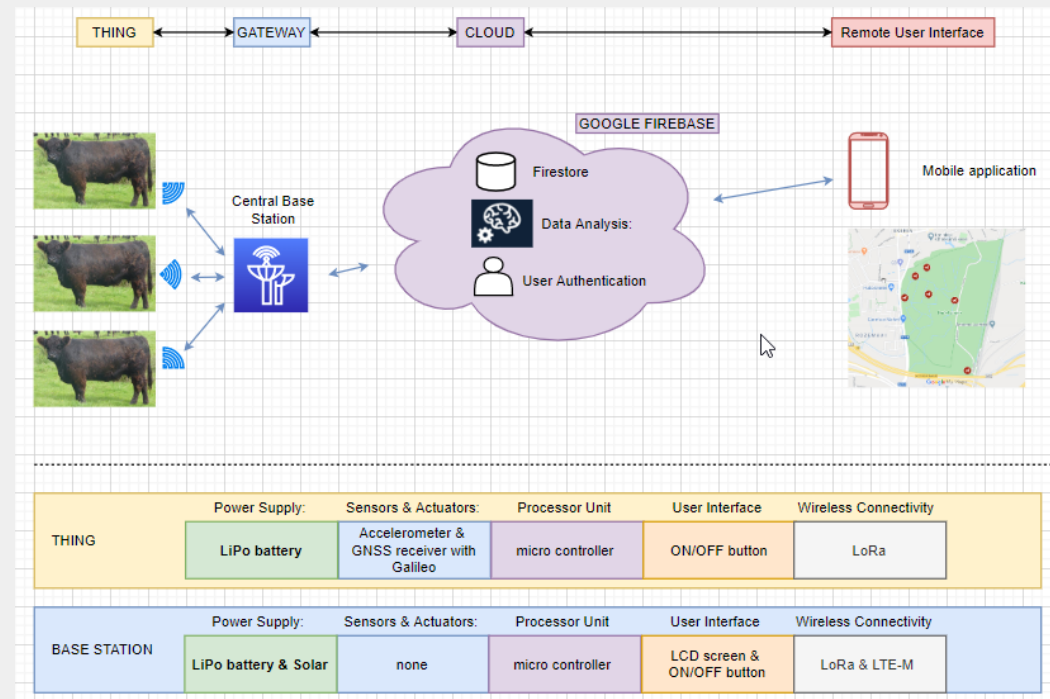 THING
GATEWAY
CLOUD
Remote User Interface
GOOGLE FIREBASE
Firestore
Mobile application
Central Base
Station
Data Analysis:
User Authentication
Power Supply:
Sensors & Actuators:
Processor Unit
User Interface
Wireless Connectivity
THING
LiPo battery
Accelerometer &
GNSS receiver with
Galileo
micro controller
ON/OFF button
LoRa
Power Supply:
Sensors & Actuators:
Processor Unit
User Interface
Wireless Connectivity
BASE STATION
LiPo battery & Solar
none
micro controller
LCD screen &
ON/OFF button
LoRa & LTE-M